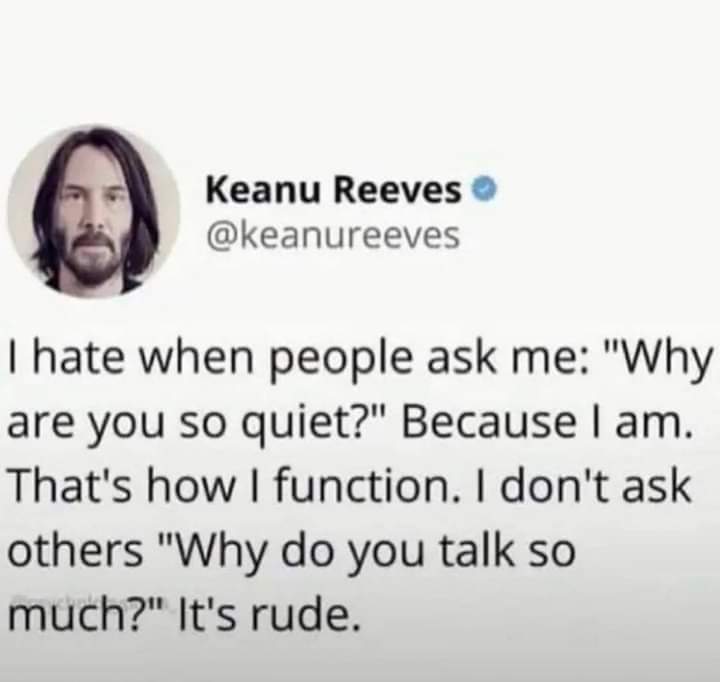 Keanu Reeves
@keanureeves
I hate when people ask me: "Why
are you so quiet?" Because I am.
That's how I function. I don't ask
others "Why do you talk so
much?" It's rude.